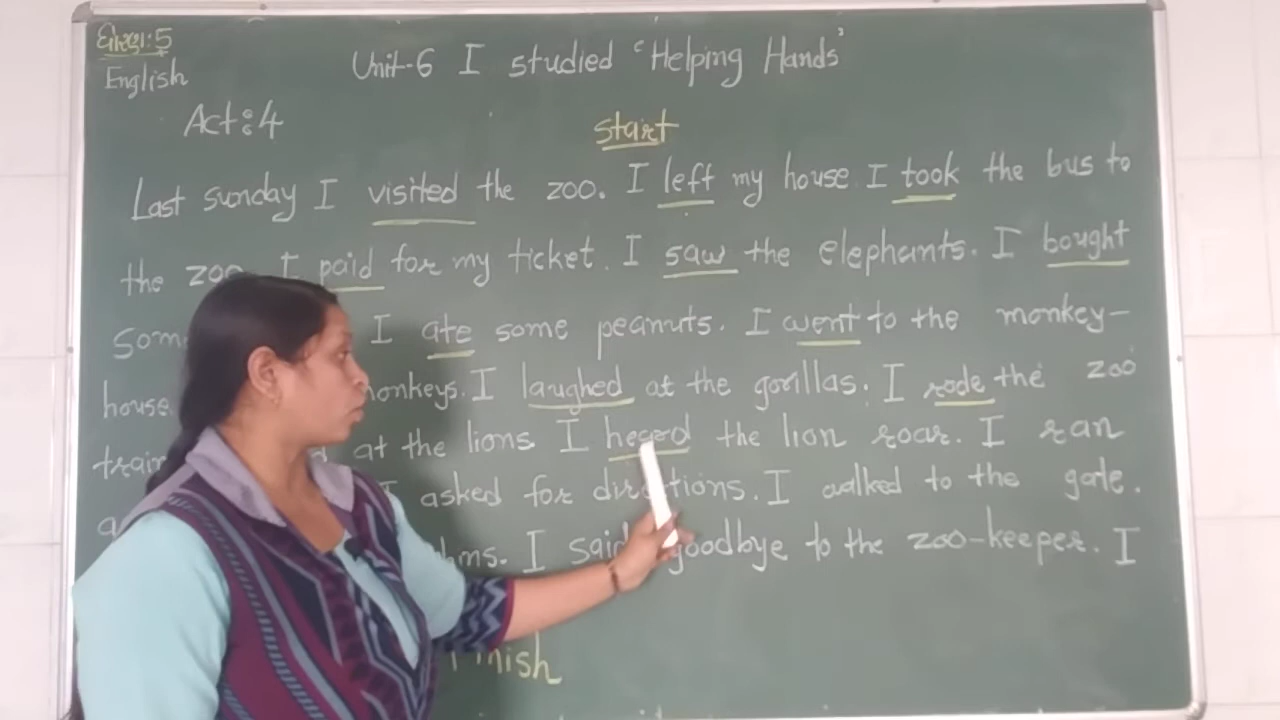 ધોરણ:5
English
Unit-6 I studied 'Helping Hands'
Act:4
Start
Last sunday I visited the zoo. I left my house I took the bus to
the zoo I paid for my ticket. I saw the elephants. I bought
I ate some peanuts. I went to the monkey-
house monkeys. I laughed at the gorillas. I rode the zoo
train at the lions I heard the lion roar. I ran
I asked for directions. I walked to the gate.
I said goodbye to the zoo-keeper. I